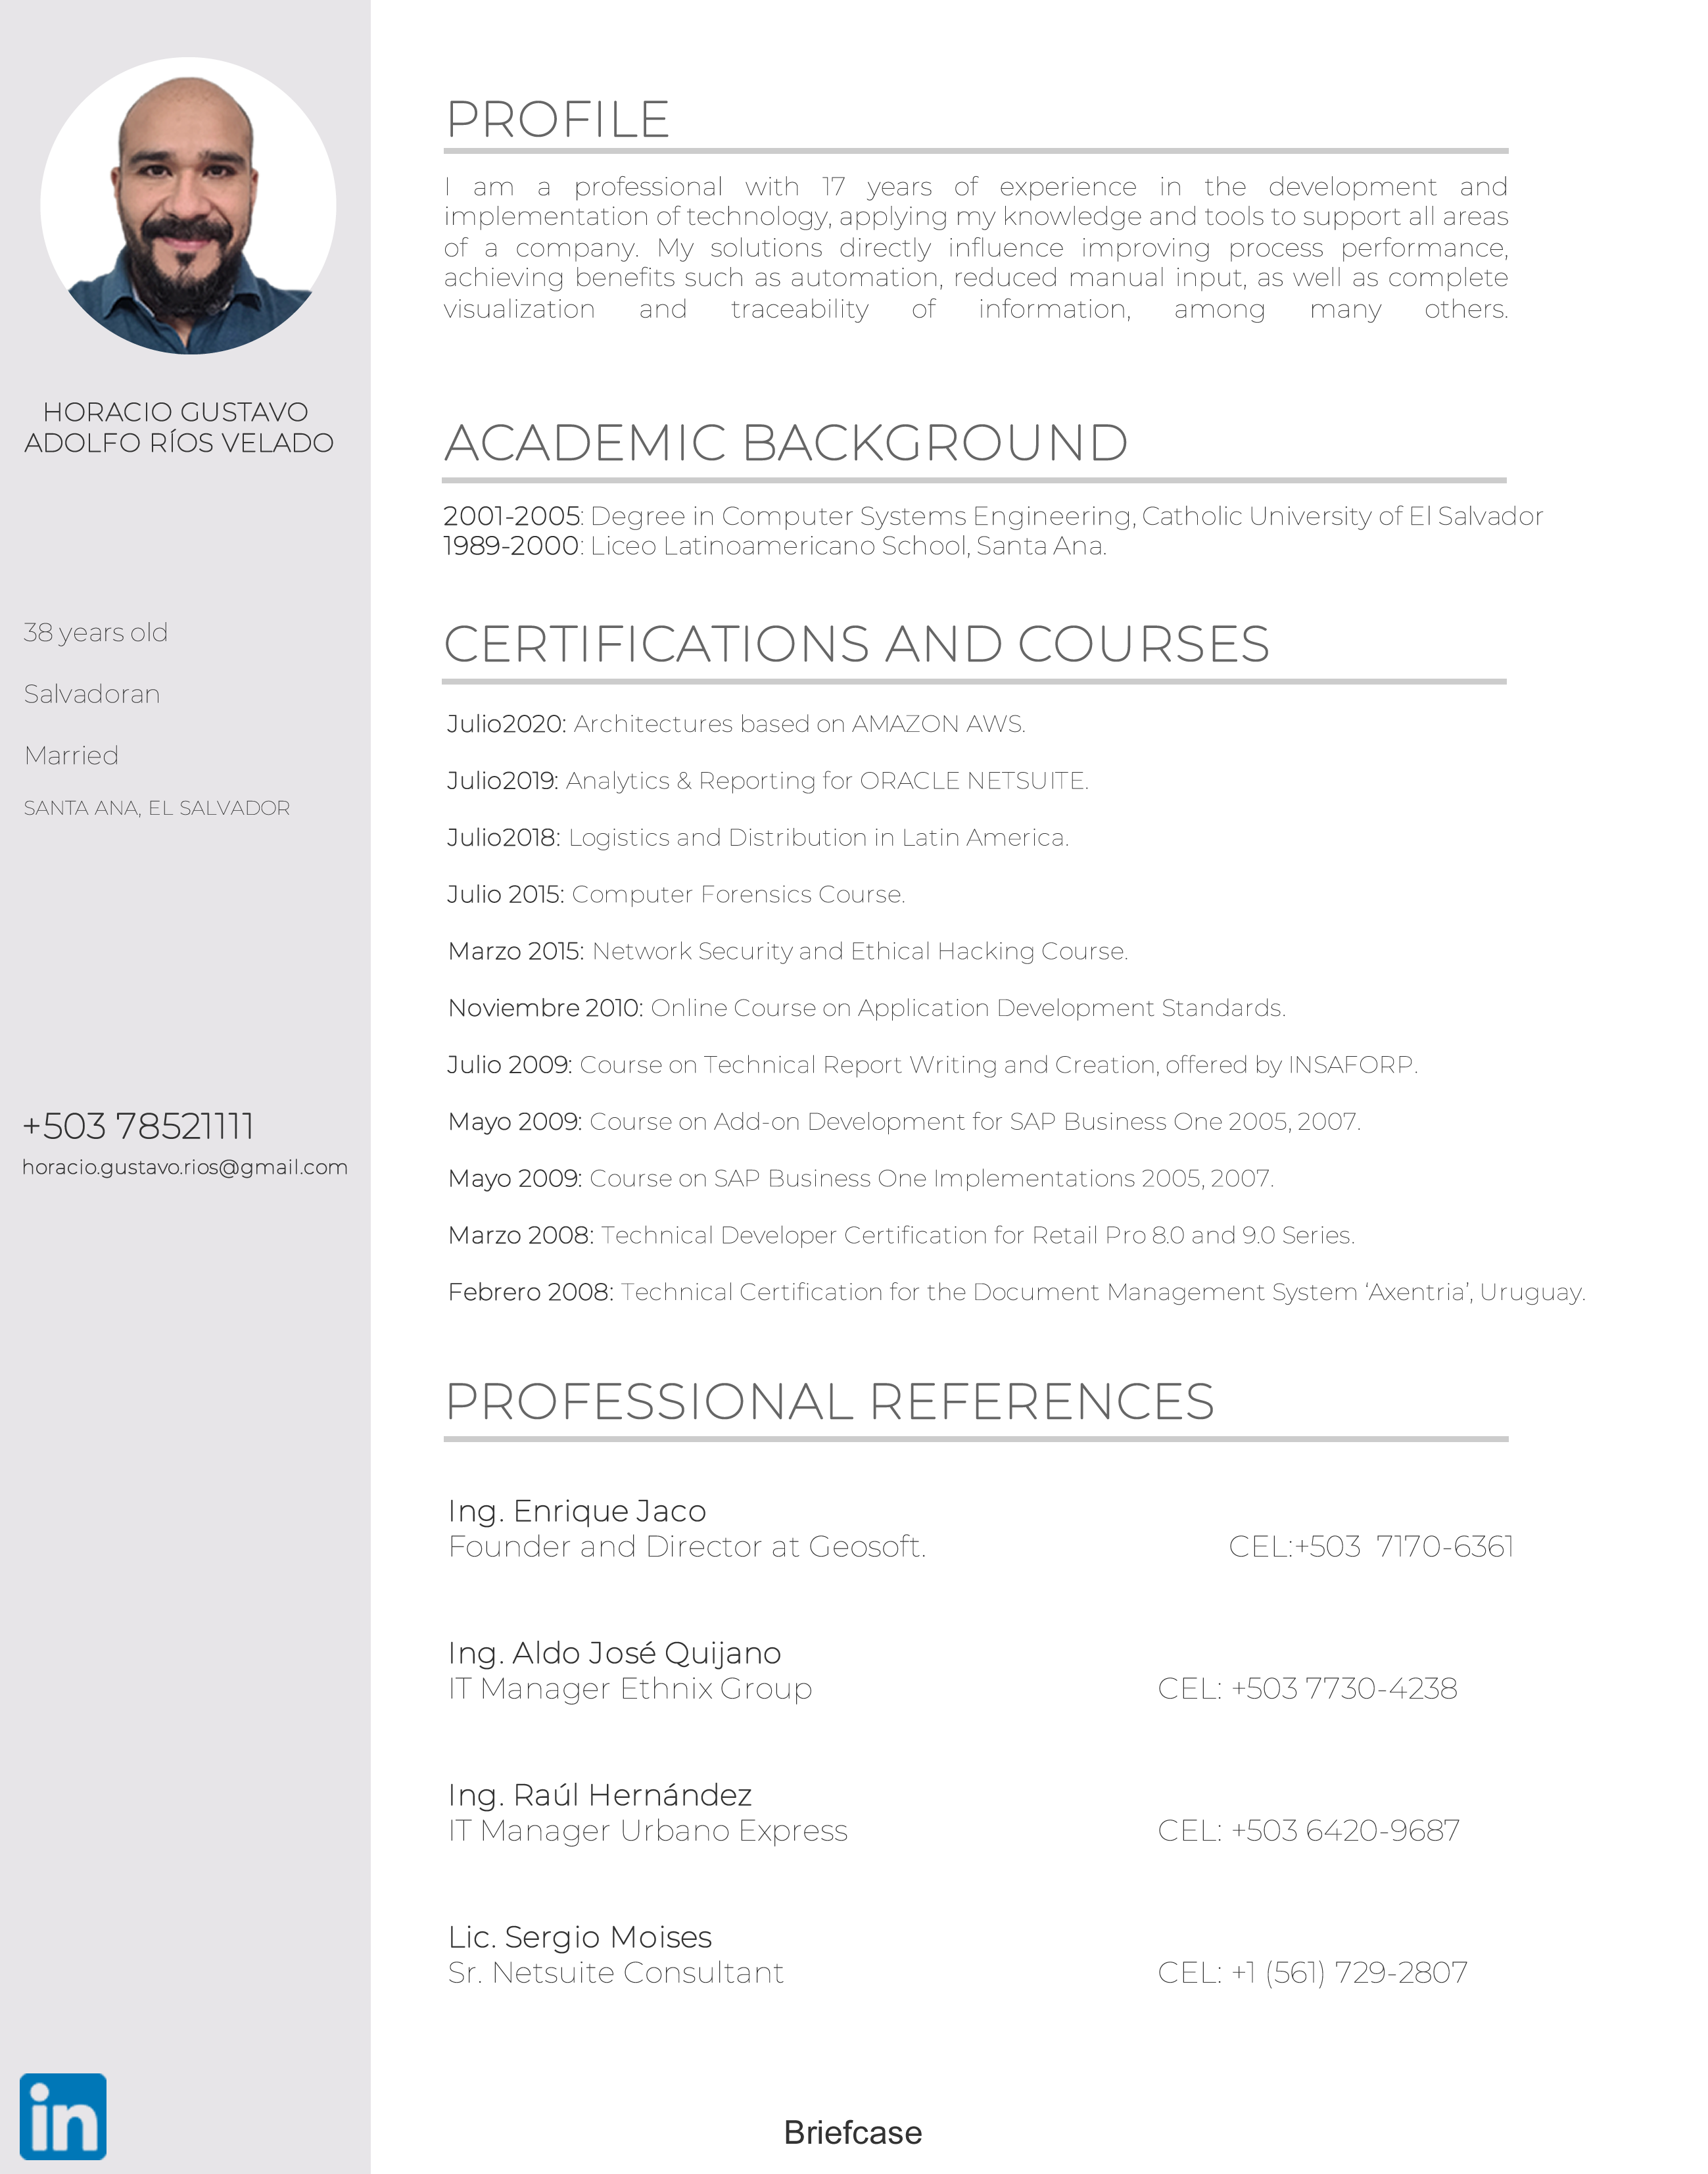 HORACIO GUSTAVO
ADOLFO RÍOS VELADO
38 years old
Salvadoran
Married
SANTA ANA, EL SALVADOR
+503 78521111
horacio.gustavo.rios@gmail.com
in
PROFILE
I am a professional with 17 years of experience in the development and
implementation of technology, applying my knowledge and tools to support all areas
of a company. My solutions directly influence improving process performance,
achieving benefits such as automation, reduced manual input, as well as complete
visualization and traceability of information, among many others.
ACADEMIC BACKGROUND
2001-2005: Degree in Computer Systems Engineering, Catholic University of El Salvador
1989-2000: Liceo Latinoamericano School, Santa Ana.
CERTIFICATIONS AND COURSES
Julio2020: Architectures based on AMAZON AWS.
Julio2019: Analytics & Reporting for ORACLE NETSUITE.
Julio2018: Logistics and Distribution in Latin America.
Julio 2015: Computer Forensics Course.
Marzo 2015: Network Security and Ethical Hacking Course.
Noviembre 2010: Online Course on Application Development Standards.
Julio 2009: Course on Technical Report Writing and Creation, offered by INSAFORP.
Mayo 2009: Course on Add-on Development for SAP Business One 2005, 2007.
Mayo 2009: Course on SAP Business One Implementations 2005, 2007.
Marzo 2008: Technical Developer Certification for Retail Pro 8.0 and 9.0 Series.
Febrero 2008: Technical Certification for the Document Management System ‘Axentria’, Uruguay.
PROFESSIONAL REFERENCES
Ing. Enrique Jaco
Founder and Director at Geosoft. CEL:+503 7170-6361
Ing. Aldo José Quijano
IT Manager Ethnix Group CEL: +503 7730-4238
Ing. Raúl Hernández
IT Manager Urbano Express CEL: +503 6420-9687
Lic. Sergio Moises
Sr. Netsuite Consultant CEL: +1 (561) 729-2807
Briefcase